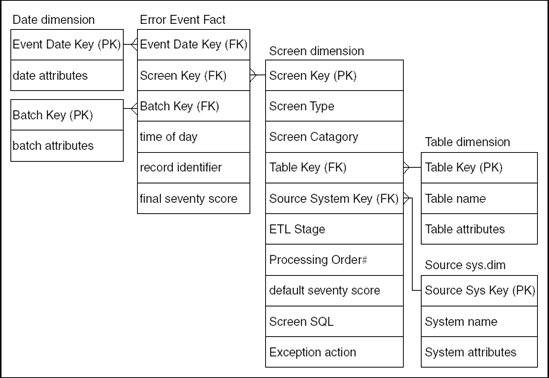 Date dimension
Event Date Key (PK)
date attributes
Batch Key (PK)
batch attributes
Error Event Fact
Event Date Key (FK)
Screen Key (FK)
Batch Key (FK)
time of day
record identifier
final seventy score
Screen dimension
Screen Key (PK)
Screen Type
Screen Catagory
Table Key (FK)
Source System Key (FK)
ETL Stage
Processing Order#
default seventy score
Screen SQL
Exception action
Table dimension
Table Key (PK)
Table name
Table attributes
Source sys.dim
Source Sys Key (PK)
System name
System attributes